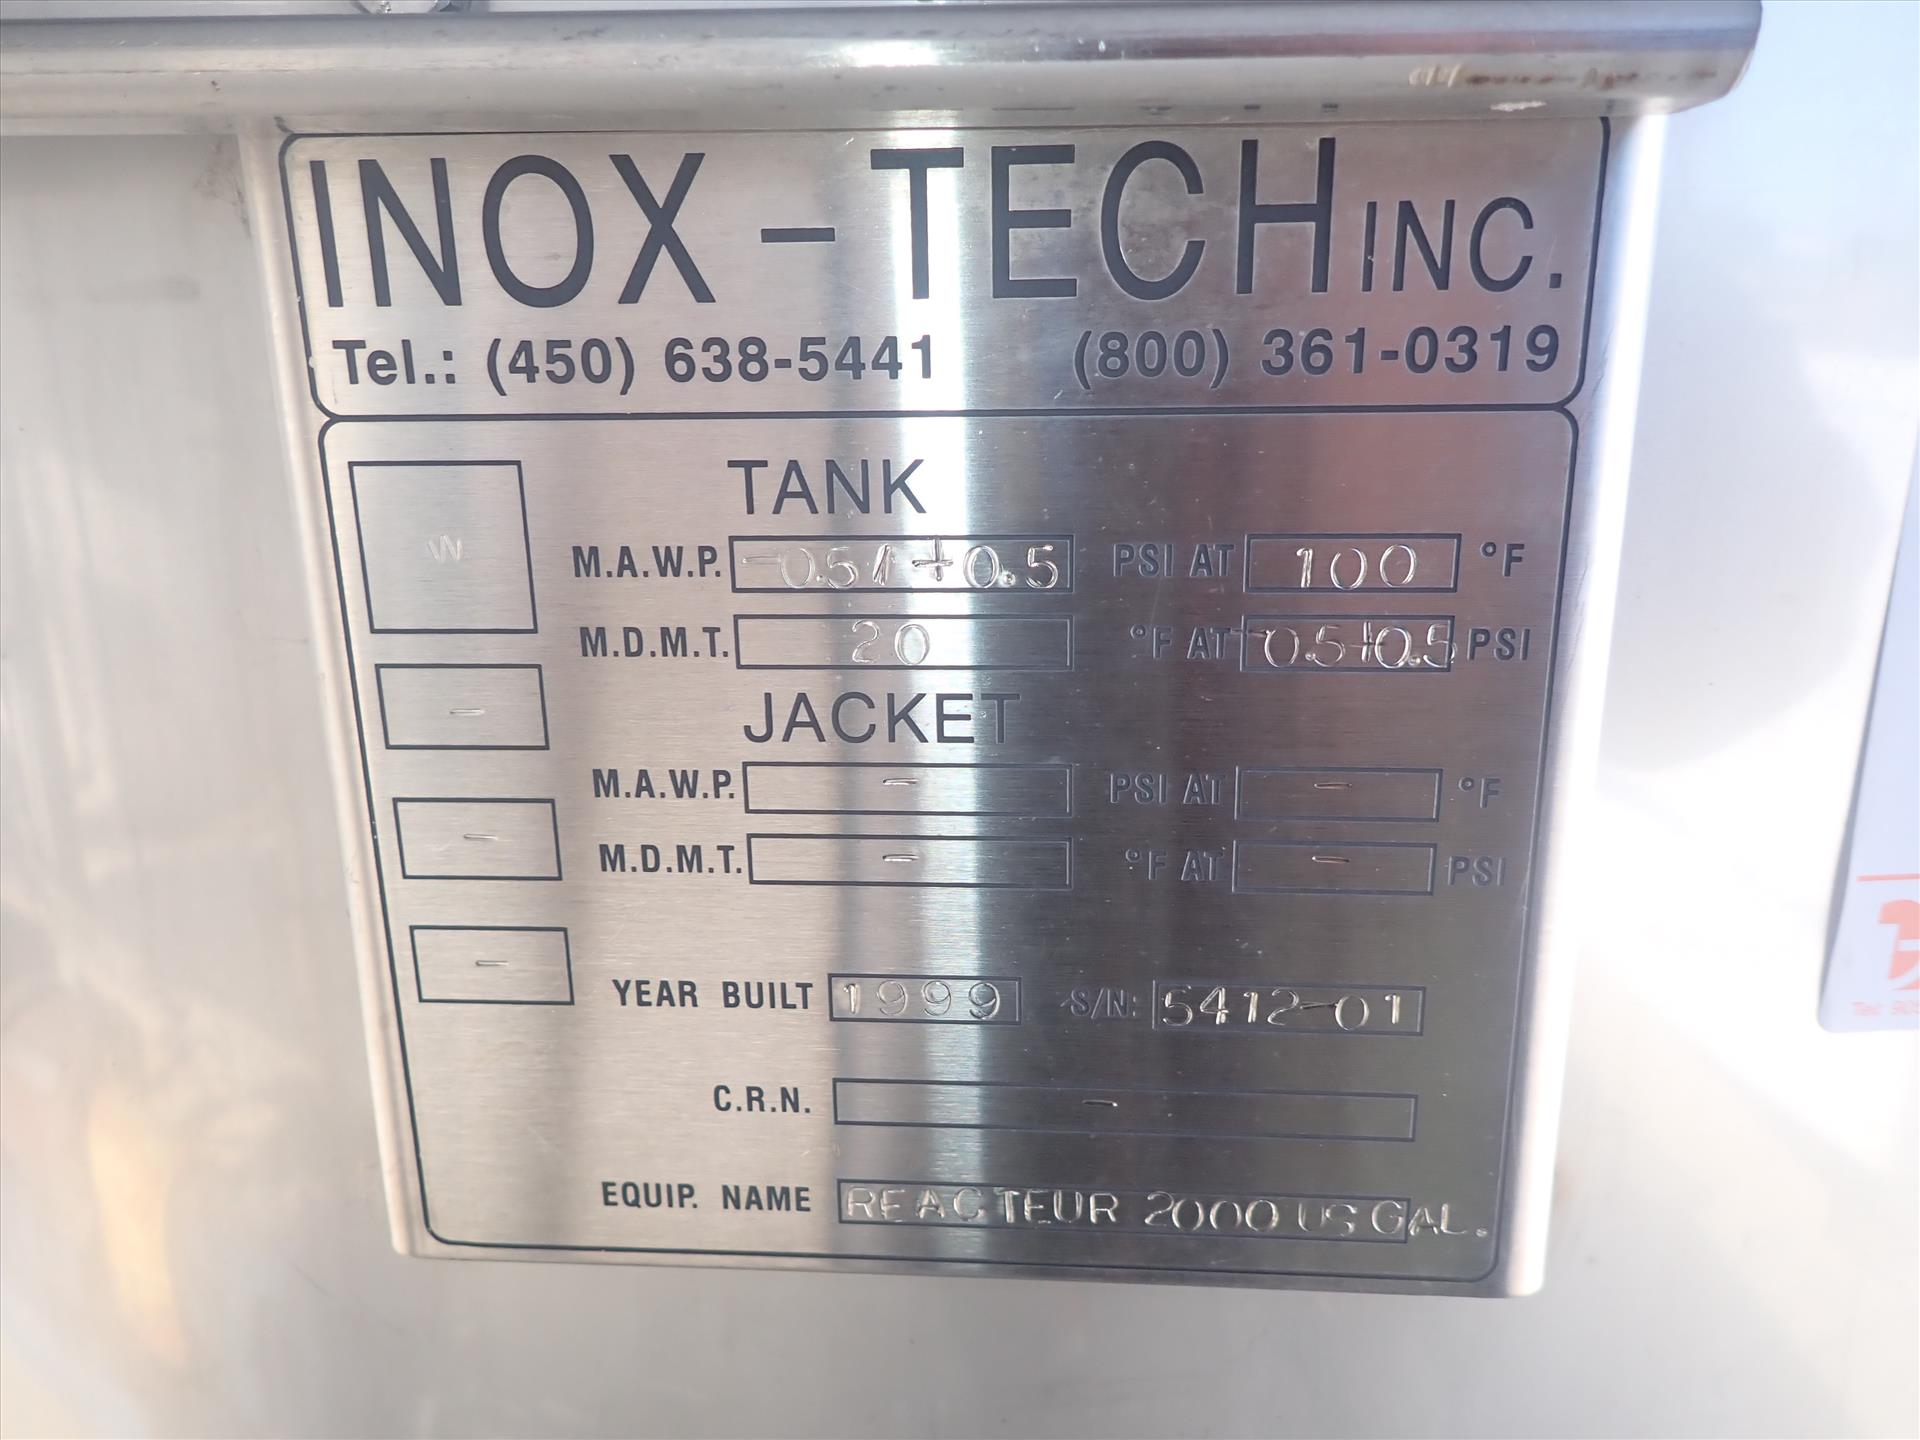 INOX-TECH INC.
Tel.: (450) 638-5441 (800) 361-0319
TANK
W
M.A.W.P. -0.5/+0.5 PSI AT 100 °F
M.D.M.T. 20 °F AT -0.5+0.5 PSI
JACKET
-
M.A.W.P. - PSI AT - °F
-
M.D.M.T. - °F AT - PSI
-
YEAR BUILT 1999 S/N: 5412-01
C.R.N. -
EQUIP. NAME REACTEUR 2000 US GAL.